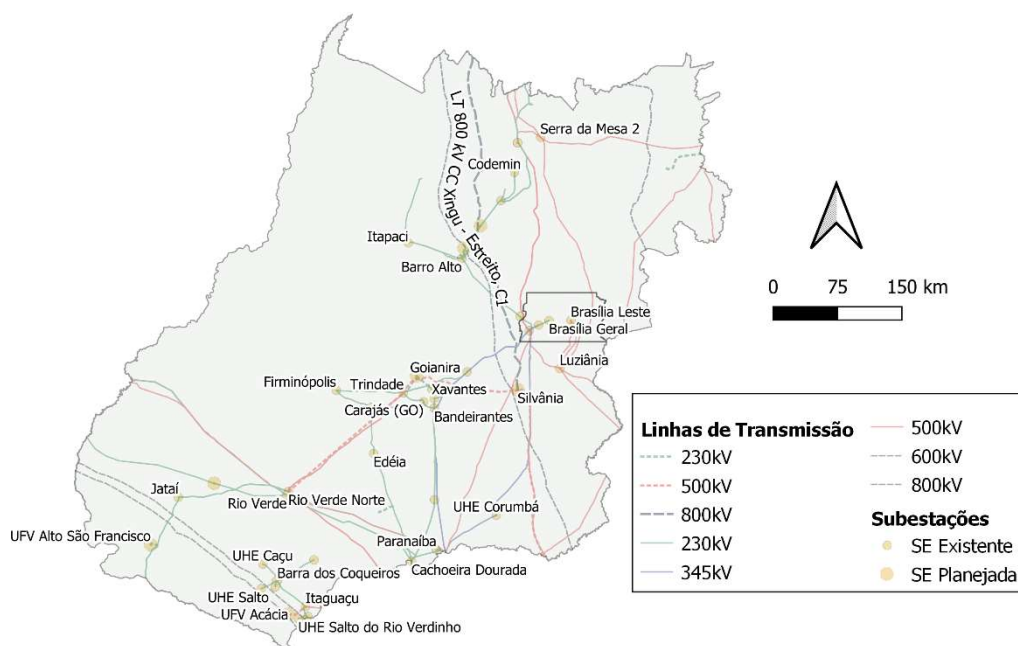 Serra da Mesa 2
LT 800 kV CC Xingu - Estreito, C1
Codemin
Itapaci
Barro Alto
0 75 150 km
Brasília Leste
Brasília Geral
Luziânia
Goianira
Firminópolis
Trindade
Xavantes
Silvânia
Carajás (GO)
Bandeirantes
Edéia
Jataí
Rio Verde
Rio Verde Norte
UHE Corumbá
UFV Alto São Francisco
Paranaíba
UHE Caçu
Cachoeira Dourada
Barra dos Coqueiros
UHE Salto
Itaguaçu
UFV Acácia
UHE Salto do Rio Verdinho
Linhas de Transmissão
230kV
500kV
800kV
230kV
345kV
500kV
600kV
800kV
Subestações
SE Existente
SE Planejada